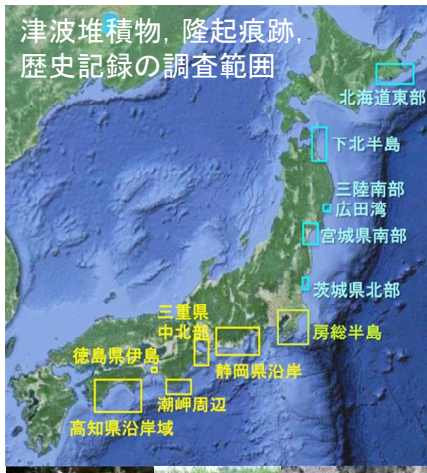 津波堆積物，隆起痕跡，
歴史記録の調査範囲
北海道東部
下北半島
三陸南部
広田湾
宮城県南部
茨城県北部
三重県
中北部
房総半島
徳島県伊島
静岡県沿岸
潮岬周辺
高知県沿岸域